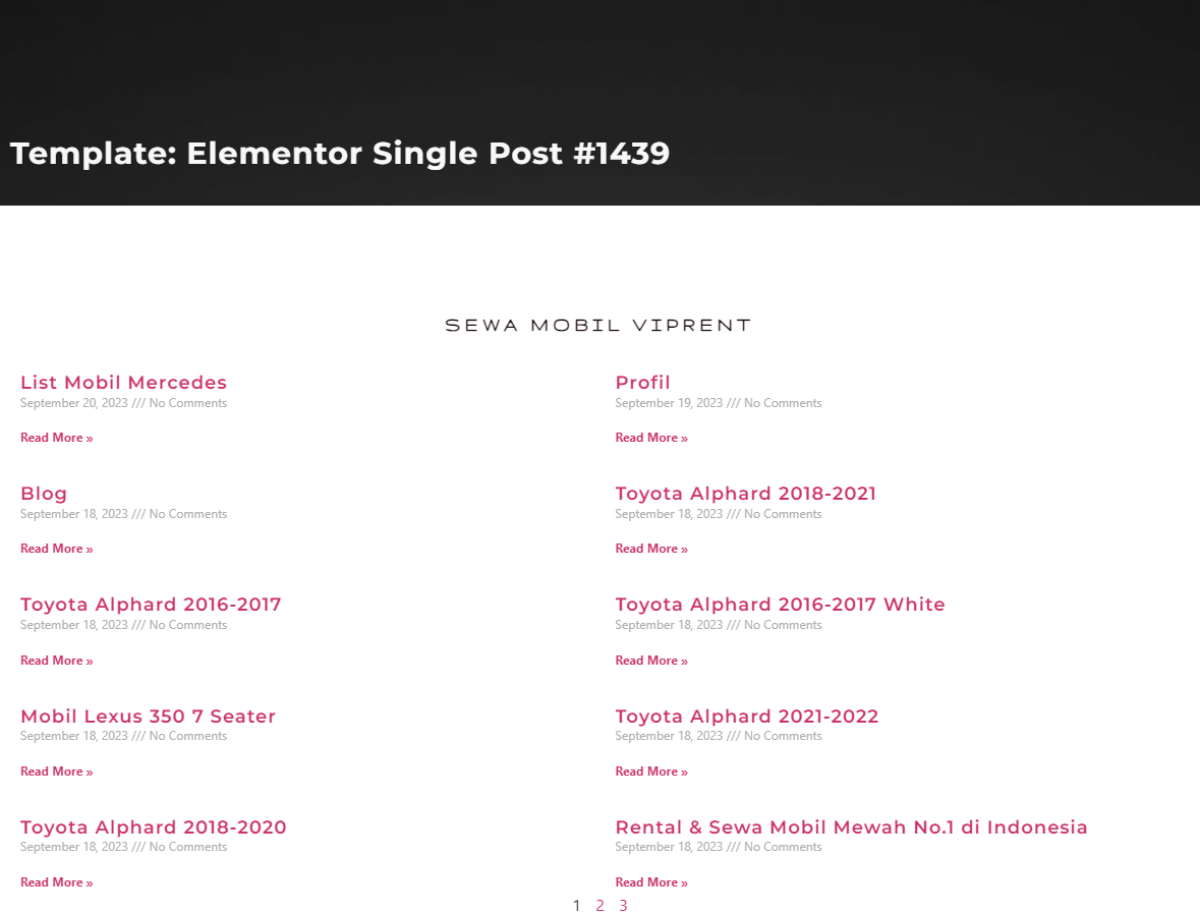 Template: Elementor Single Post #1439
SEWA MOBIL VIPRENT
List Mobil Mercedes
September 20, 2023 /// No Comments
Read More »
Profil
September 19, 2023 /// No Comments
Read More »
Blog
September 18, 2023 /// No Comments
Read More »
Toyota Alphard 2018-2021
September 18, 2023 /// No Comments
Read More »
Toyota Alphard 2016-2017
September 18, 2023 /// No Comments
Read More »
Toyota Alphard 2016-2017 White
September 18, 2023 /// No Comments
Read More »
Mobil Lexus 350 7 Seater
September 18, 2023 /// No Comments
Read More »
Toyota Alphard 2021-2022
September 18, 2023 /// No Comments
Read More »
Toyota Alphard 2018-2020
September 18, 2023 /// No Comments
Read More »
Rental & Sewa Mobil Mewah No.1 di Indonesia
September 18, 2023 /// No Comments
Read More »
1 2 3